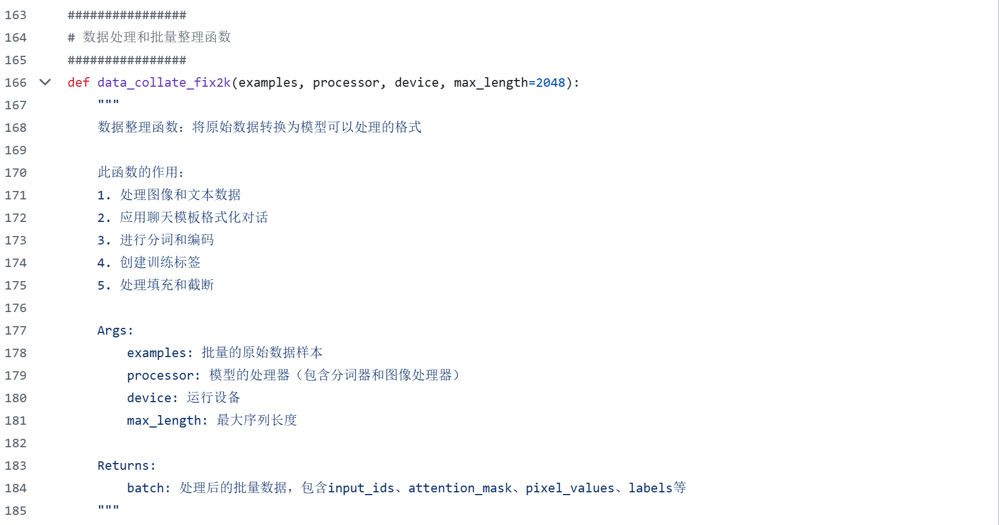 163 ################
164 # 数据处理和批量整理函数
165 ################
166 def data_collate_fix2k(examples, processor, device, max_length=2048):
167 """
168 数据整理函数：将原始数据转换为模型可以处理的格式
169
170 此函数的作用：
171 1. 处理图像和文本数据
172 2. 应用聊天模板格式化对话
173 3. 进行分词和编码
174 4. 创建训练标签
175 5. 处理填充和截断
176
177 Args:
178 examples: 批量的原始数据样本
179 processor: 模型的处理器（包含分词器和图像处理器）
180 device: 运行设备
181 max_length: 最大序列长度
182
183 Returns:
184 batch: 处理后的批量数据，包含input_ids、attention_mask、pixel_values、labels等
185 """